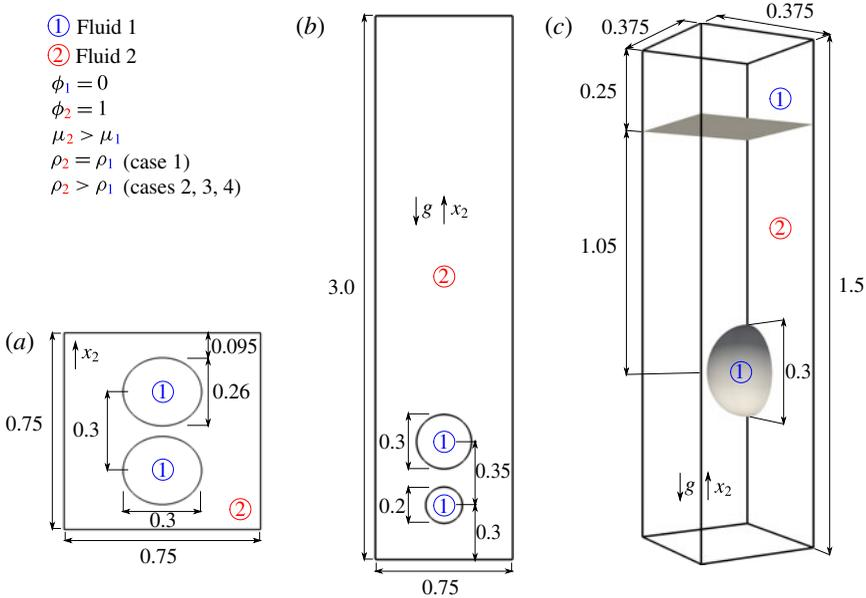 ① Fluid 1
② Fluid 2
ϕ₁ = 0
ϕ₂ = 1
μ₂ > μ₁
ρ₂ = ρ₁ (case 1)
ρ₂ > ρ₁ (cases 2, 3, 4)
(a)
x₂
0.095
①
0.26
0.75
0.3
①
②
0.3
0.75
(b)
g x₂
②
3.0
0.3
①
0.35
0.2
①
0.3
0.75
(c)
0.375
0.375
0.25
①
②
1.05
1.5
①
0.3
g x₂